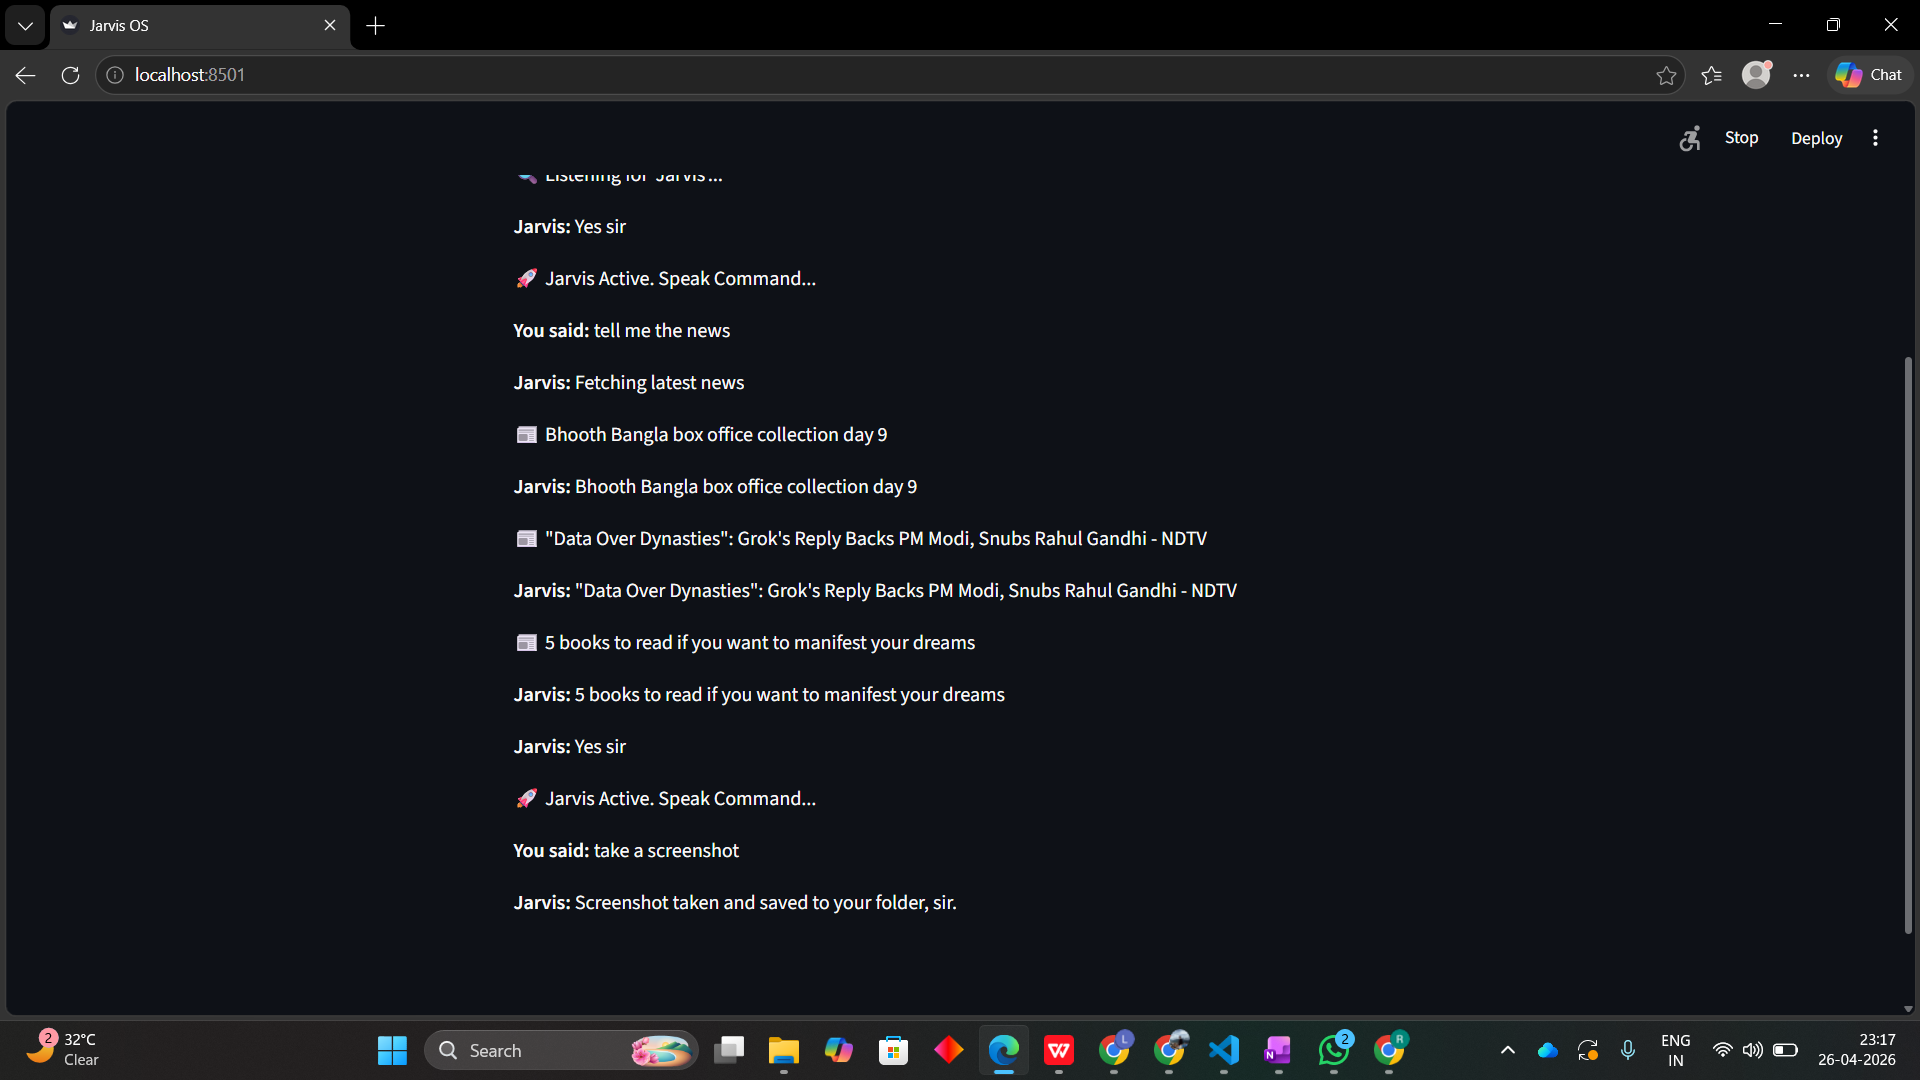 Jarvis OS
localhost:8501
Chat
Stop
Deploy
Listening for 'Jarvis'...
Jarvis: Yes sir
🚀 Jarvis Active. Speak Command...
You said: tell me the news
Jarvis: Fetching latest news
📰 Bhooth Bangla box office collection day 9
Jarvis: Bhooth Bangla box office collection day 9
📰 "Data Over Dynasties": Grok's Reply Backs PM Modi, Snubs Rahul Gandhi - NDTV
Jarvis: "Data Over Dynasties": Grok's Reply Backs PM Modi, Snubs Rahul Gandhi - NDTV
📰 5 books to read if you want to manifest your dreams
Jarvis: 5 books to read if you want to manifest your dreams
Jarvis: Yes sir
🚀 Jarvis Active. Speak Command...
You said: take a screenshot
Jarvis: Screenshot taken and saved to your folder, sir.
2
32°C
Clear
Search
W
L
N
2
R
ENG
IN
23:17
26-04-2026